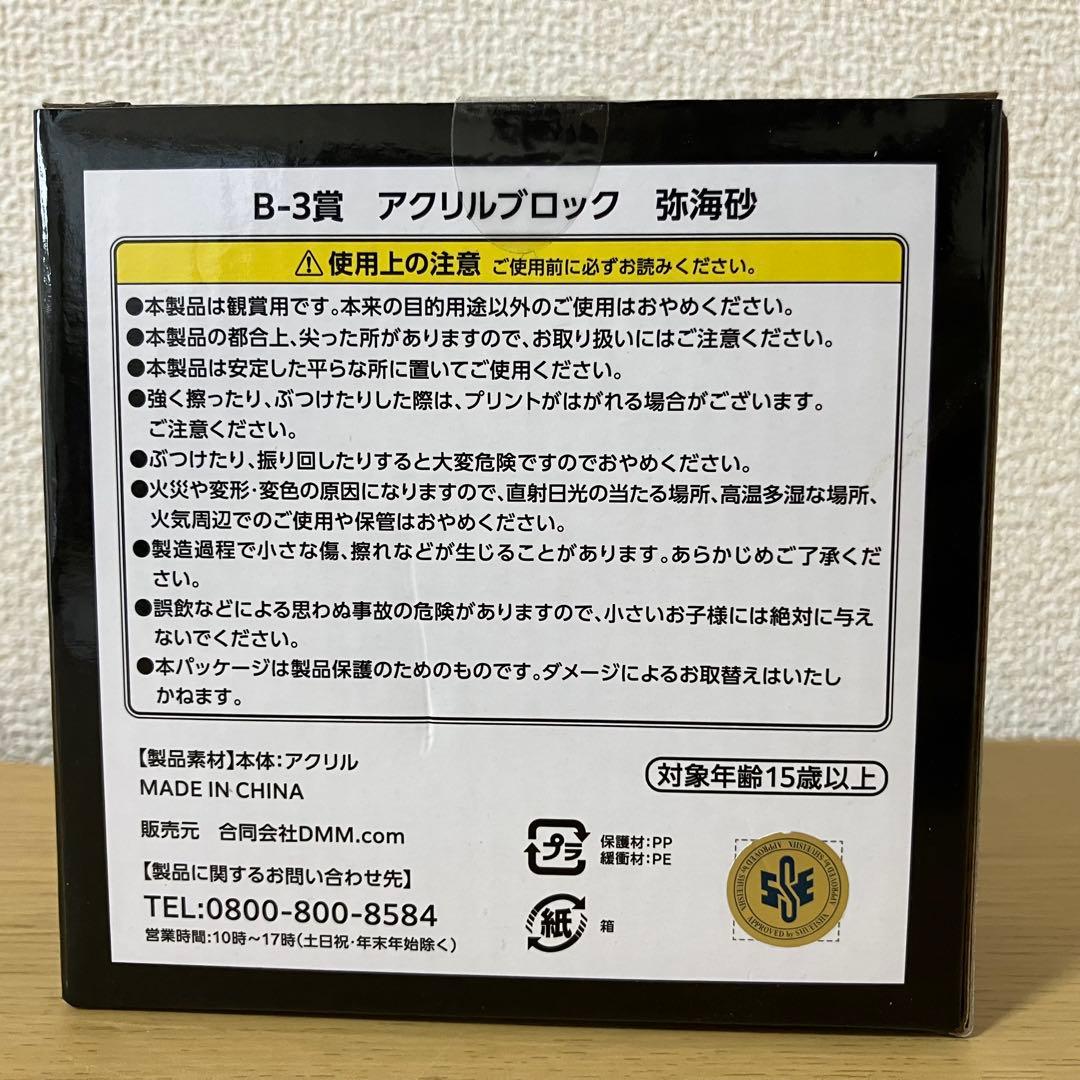 B-3賞 アクリルブロック 弥海砂
⚠使用上の注意 ご使用前に必ずお読みください。
●本製品は観賞用です。本来の目的用途以外のご使用はおやめください。
●本製品の都合上、尖った所がありますので、お取り扱いにはご注意ください。
●本製品は安定した平らな所に置いてご使用ください。
●強く擦ったり、ぶつけたりした際は、プリントがはがれる場合がございます。
ご注意ください。
●ぶつけたり、振り回したりすると大変危険ですのでおやめください。
●火災や変形・変色の原因になりますので、直射日光の当たる場所、高温多湿な場所、
火気周辺でのご使用や保管はおやめください。
●製造過程で小さな傷、擦れなどが生じることがあります。あらかじめご了承くだ
さい。
●誤飲などによる思わぬ事故の危険がありますので、小さいお子様には絶対に与え
ないでください。
●本パッケージは製品保護のためのものです。ダメージによるお取替えはいたし
かねます。
【製品素材】本体:アクリル
MADE IN CHINA
対象年齢15歳以上
販売元 合同会社DMM.com
【製品に関するお問い合わせ先】
TEL:0800-800-8584
営業時間:10時～17時(土日祝・年末年始除く)
プラ
保護材:PP
緩衝材:PE
紙
箱
APPROVED by SHUEISHA
APPROVED by SHUEISHA
APPROVED by SHUEISHA
SSE